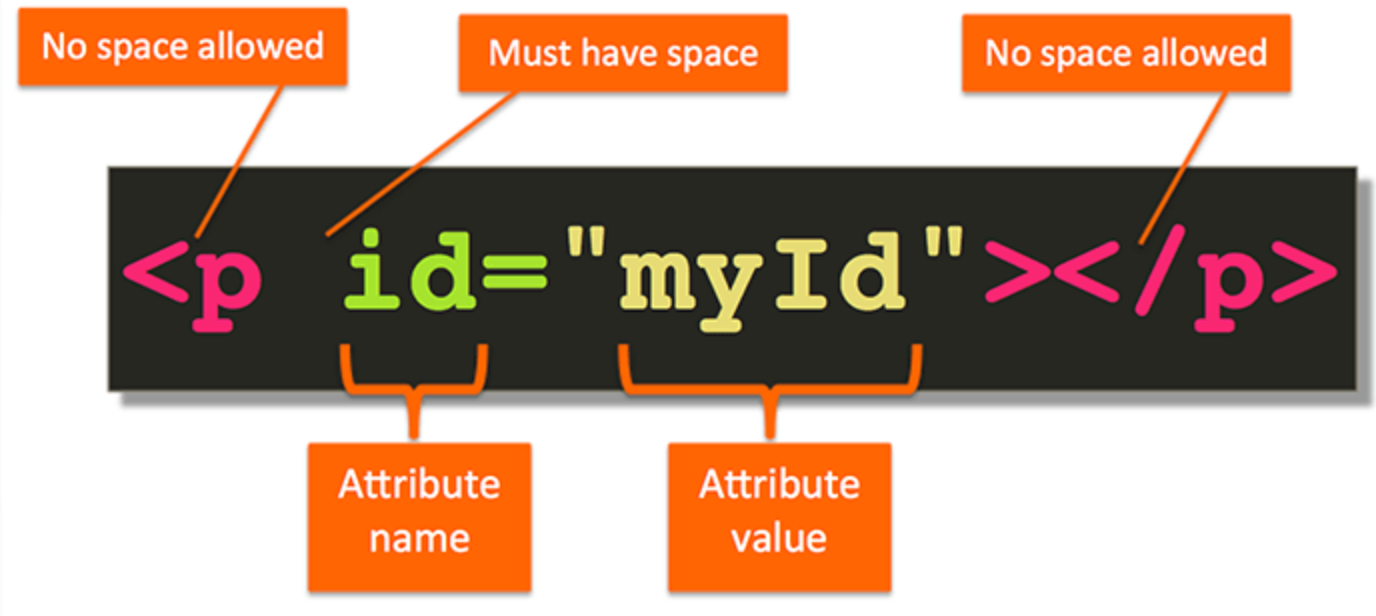 No space allowed
Must have space
No space allowed
<p id="myId"></p>
Attribute
name
Attribute
value